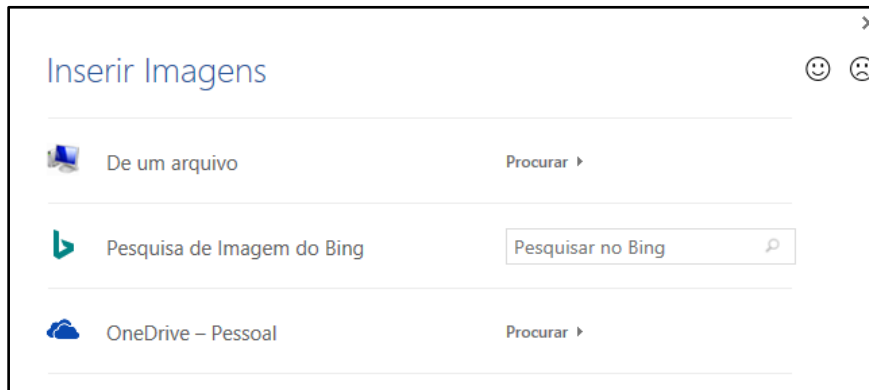 Inserir Imagens
De um arquivo Procurar
Pesquisa de Imagem do Bing Pesquisar no Bing
OneDrive – Pessoal Procurar